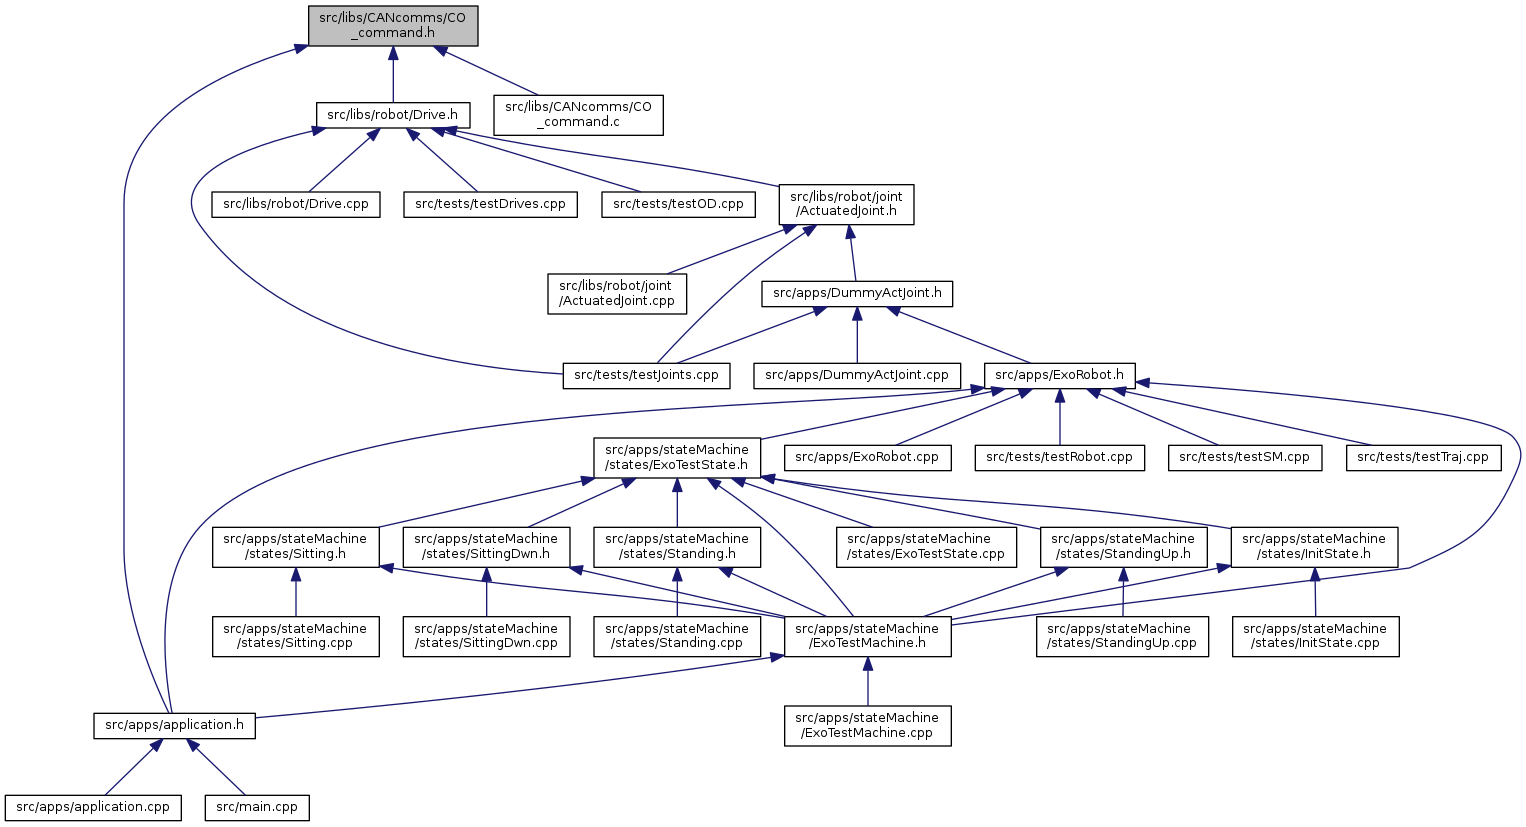 src/libs/CANcomms/CO
_command.h
src/libs/CANcomms/CO
_command.c
src/libs/robot/Drive.h
src/libs/robot/Drive.cpp
src/tests/testDrives.cpp
src/tests/testOD.cpp
src/libs/robot/joint
/ActuatedJoint.h
src/libs/robot/joint
/ActuatedJoint.cpp
src/apps/DummyActJoint.h
src/tests/testJoints.cpp
src/apps/DummyActJoint.cpp
src/apps/ExoRobot.h
src/apps/stateMachine
/states/ExoTestState.h
src/apps/ExoRobot.cpp
src/tests/testRobot.cpp
src/tests/testSM.cpp
src/tests/testTraj.cpp
src/apps/stateMachine
/states/Sitting.h
src/apps/stateMachine
/states/SittingDwn.h
src/apps/stateMachine
/states/Standing.h
src/apps/stateMachine
/states/ExoTestState.cpp
src/apps/stateMachine
/states/StandingUp.h
src/apps/stateMachine
/states/InitState.h
src/apps/stateMachine
/states/Sitting.cpp
src/apps/stateMachine
/states/SittingDwn.cpp
src/apps/stateMachine
/states/Standing.cpp
src/apps/stateMachine
/ExoTestMachine.h
src/apps/stateMachine
/states/StandingUp.cpp
src/apps/stateMachine
/states/InitState.cpp
src/apps/application.h
src/apps/stateMachine
/ExoTestMachine.cpp
src/apps/application.cpp
src/main.cpp